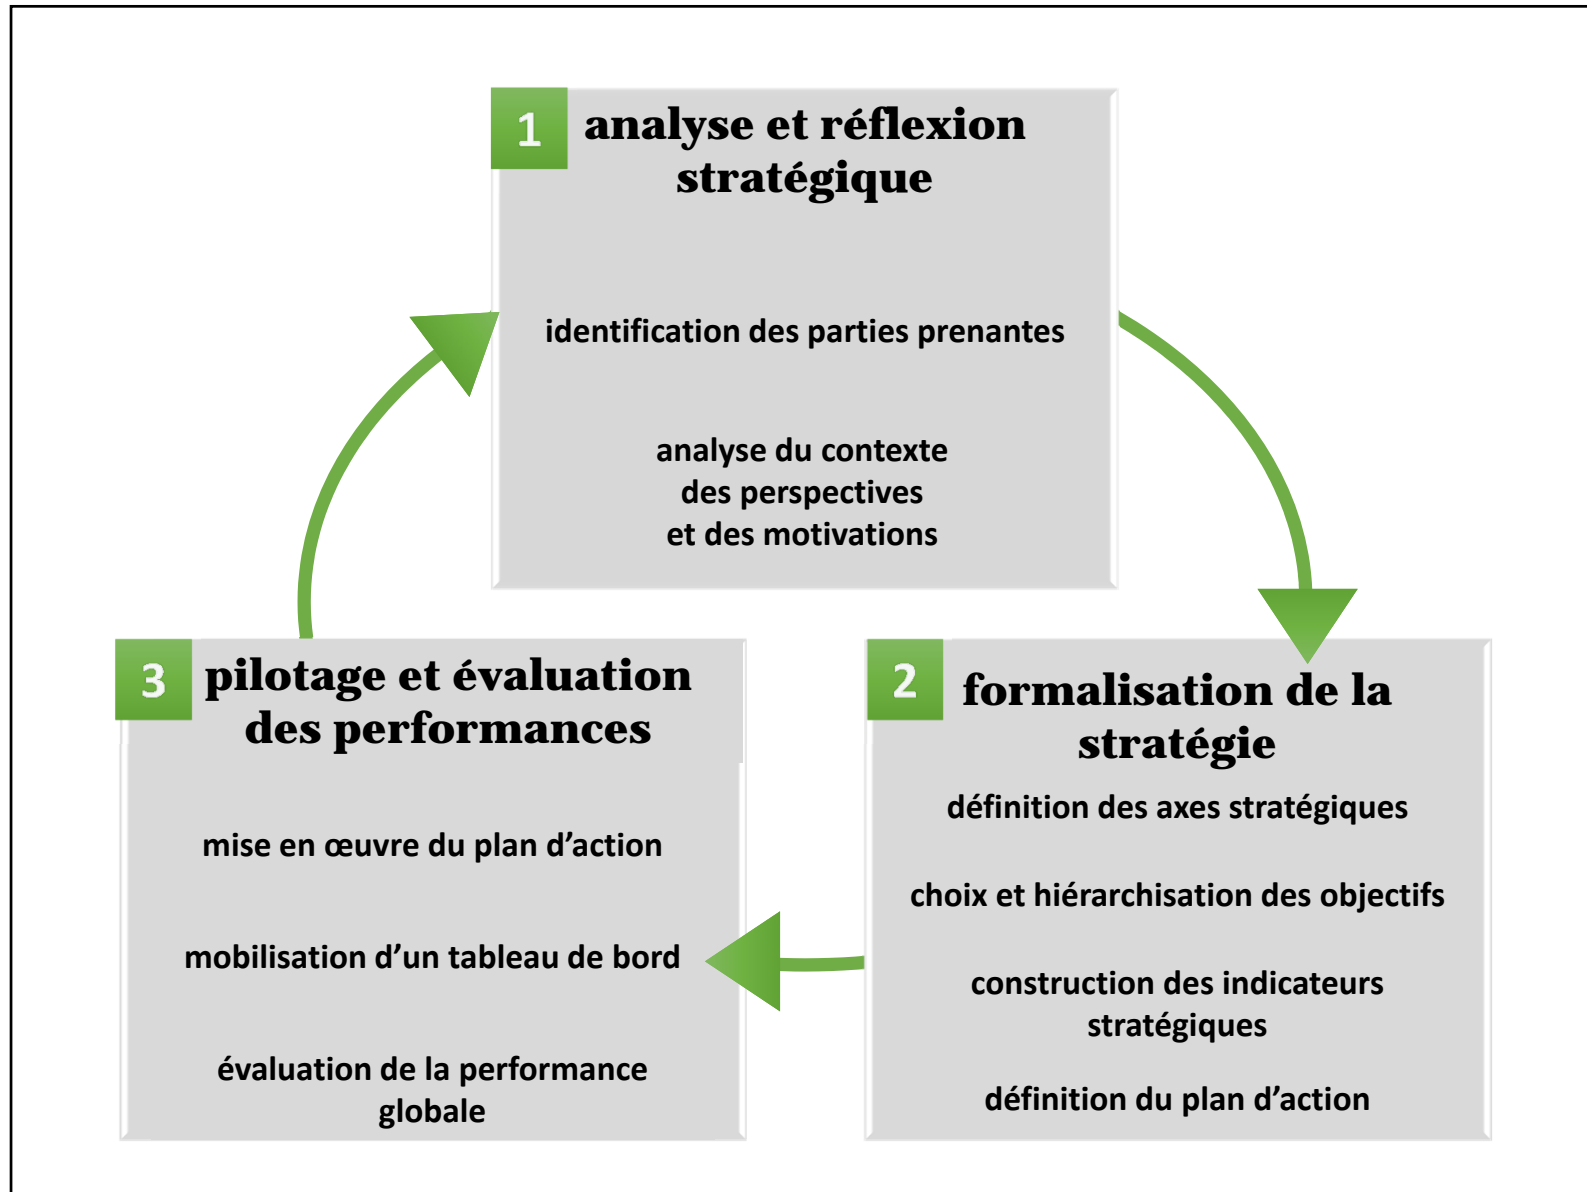 1
analyse et réflexion
stratégique
identification des parties prenantes
analyse du contexte
des perspectives
et des motivations
2
formalisation de la
stratégie
définition des axes stratégiques
choix et hiérarchisation des objectifs
construction des indicateurs
stratégiques
définition du plan d’action
3
pilotage et évaluation
des performances
mise en œuvre du plan d’action
mobilisation d’un tableau de bord
évaluation de la performance
globale